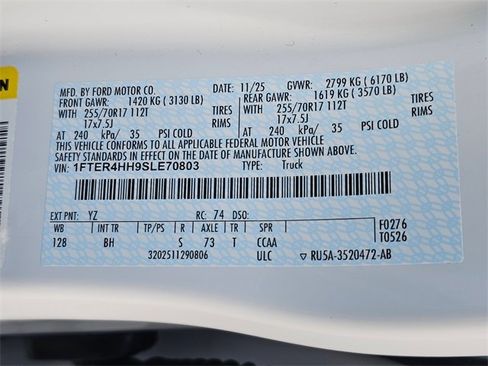 MFD. BY FORD MOTOR CO. 11/25 GVWR: 2799 KG ( 6170 LB)
FRONT GAWR: 1420 KG ( 3130 LB) REAR GAWR: 1619 KG ( 3570 LB)
WITH 255/70R17 112T TIRES WITH 255/70R17 112T TIRES
17x7.5J RIMS 17x7.5J RIMS
AT 240 kPa/ 35 PSI COLD AT 240 kPa/ 35 PSI COLD
THIS VEHICLE CONFORMS TO ALL APPLICABLE FEDERAL MOTOR VEHICLE
SAFETY STANDARDS IN EFFECT ON THE DATE OF MANUFACTURE SHOWN ABOVE.
VIN: 1FTER4HH9SLE70803 TYPE: Truck
EXT PNT: YZ RC: 74 DSO:
WB INT TR TP/PS R AXLE TR SPR F0276
128 BH S 73 T CCAA T0526
3202511290806 ULC ▽ RU5A-3520472-AB